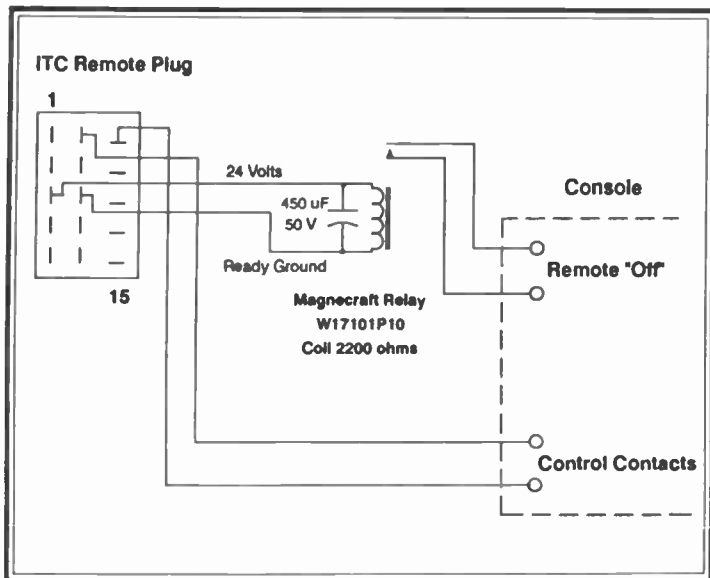 ITC Remote Plug
1
24 Volts
450 uF
50 V
Ready Ground
15
Magnecraft Relay
W17101P10
Coil 2200 ohms
Console
Remote "Off"
Control Contacts